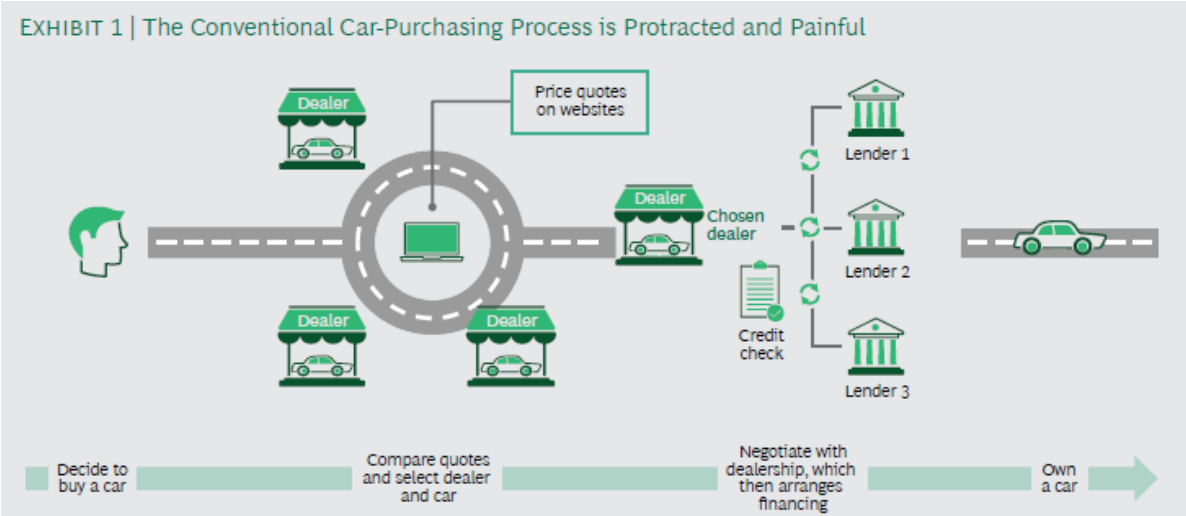 EXHIBIT 1 | The Conventional Car-Purchasing Process is Protracted and Painful
Dealer
Price quotes
on websites
Dealer
Chosen
dealer
Dealer
Dealer
Credit
check
Lender 1
Lender 2
Lender 3
Decide to
buy a car
Compare quotes
and select dealer
and car
Negotiate with
dealership, which
then arranges
financing
Own
a car